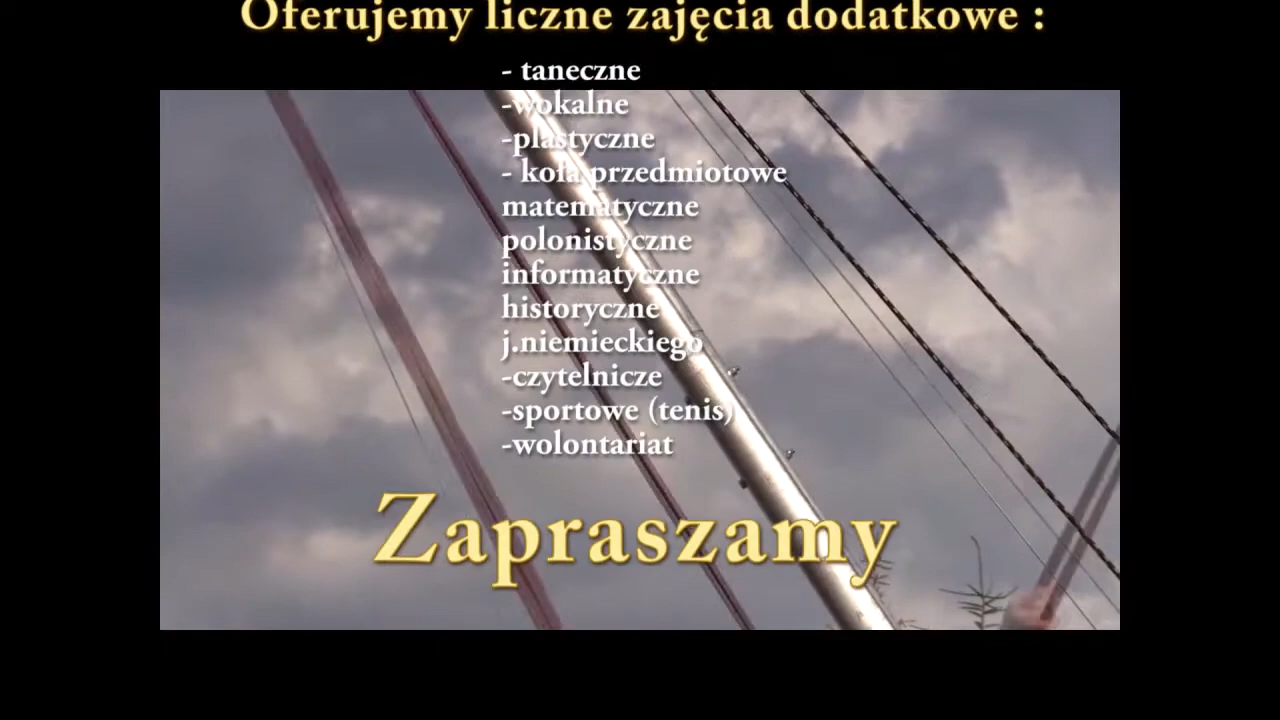 Oferujemy liczne zajęcia dodatkowe :
- taneczne
-wokalne
-plastyczne
- koła przedmiotowe
matematyczne
polonistyczne
informatyczne
historyczne
j.niemieckiego
-czytelnicze
-sportowe (tenis)
-wolontariat
Zapraszamy